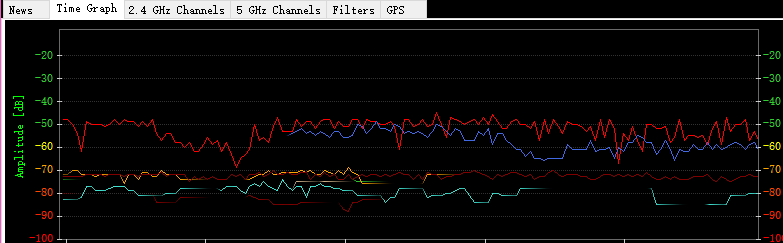 News
Time Graph
2.4 GHz Channels
5 GHz Channels
Filters
GPS
Amplitude [dB]
-20
-30
-40
-50
-60
-70
-80
-90
-100
-20
-30
-40
-50
-60
-70
-80
-90
-100